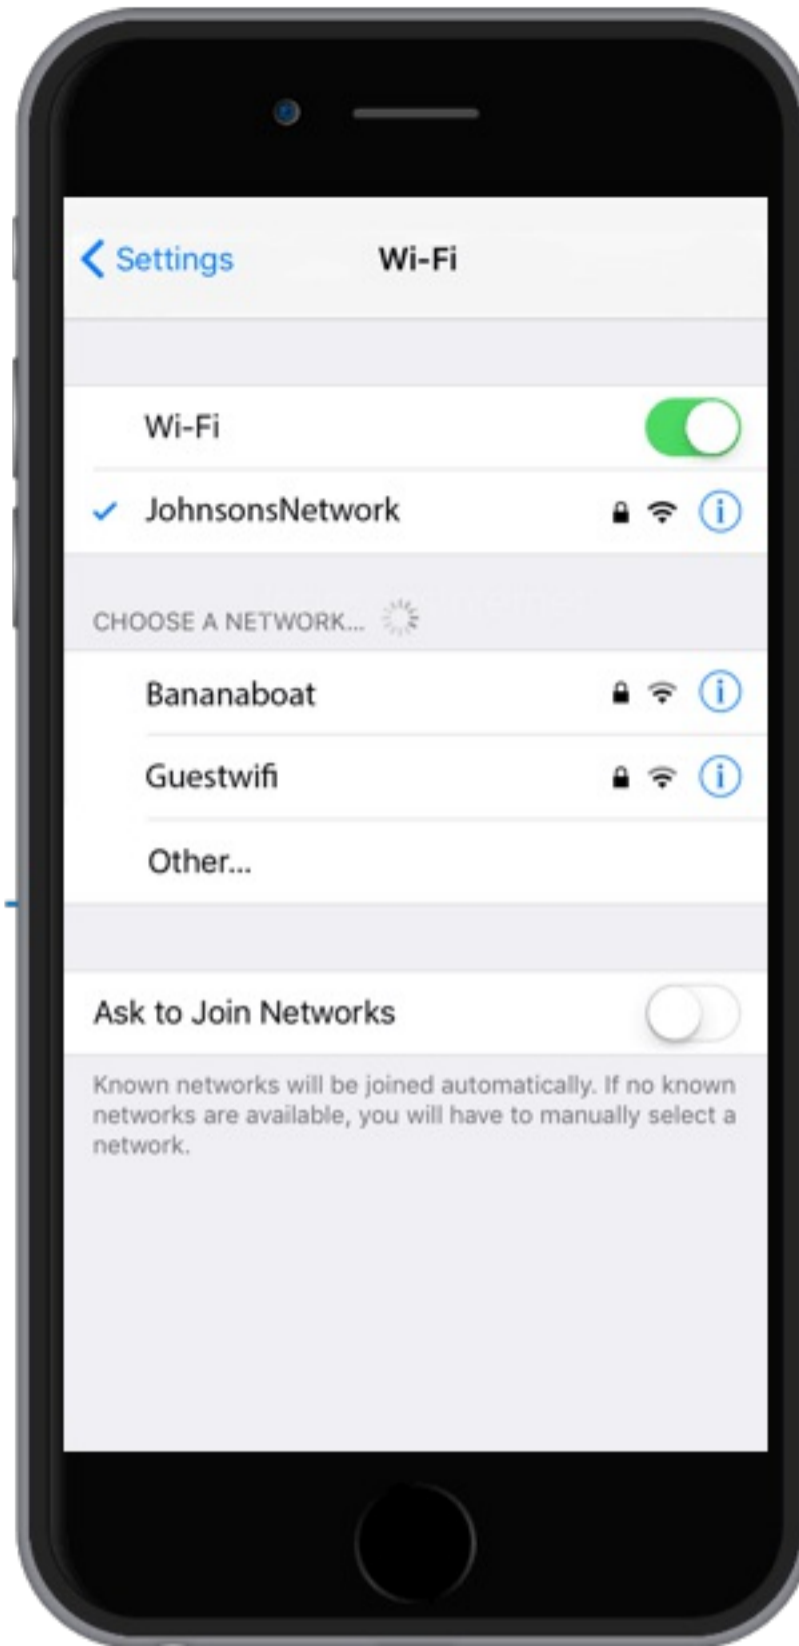 Settings Wi-Fi
Wi-Fi
JohnsonsNetwork
CHOOSE A NETWORK...
Bananaboat
Guestwifi
Other...
Ask to Join Networks
Known networks will be joined automatically. If no known
networks are available, you will have to manually select a
network.